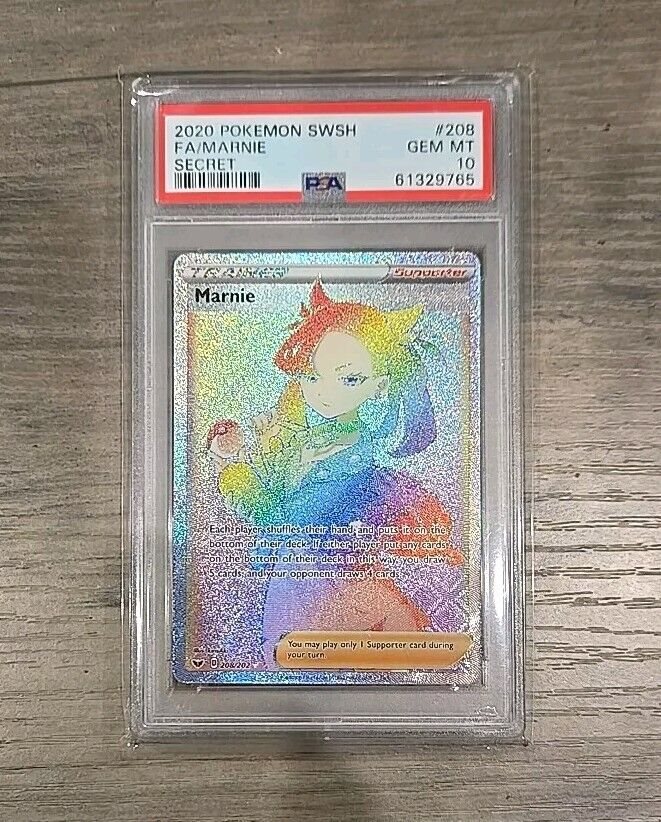 2020 POKEMON SWSH #208
FA/MARNIE GEM MT
SECRET 10
PSA 61329765
TRAINER Supporter
Marnie
Each player shuffles their hand and puts it on the
bottom of their deck. If either player put any cards
on the bottom of their deck in this way, you draw
5 cards, and your opponent draws 4 cards.
You may play only 1 Supporter card during
your turn.
208/202